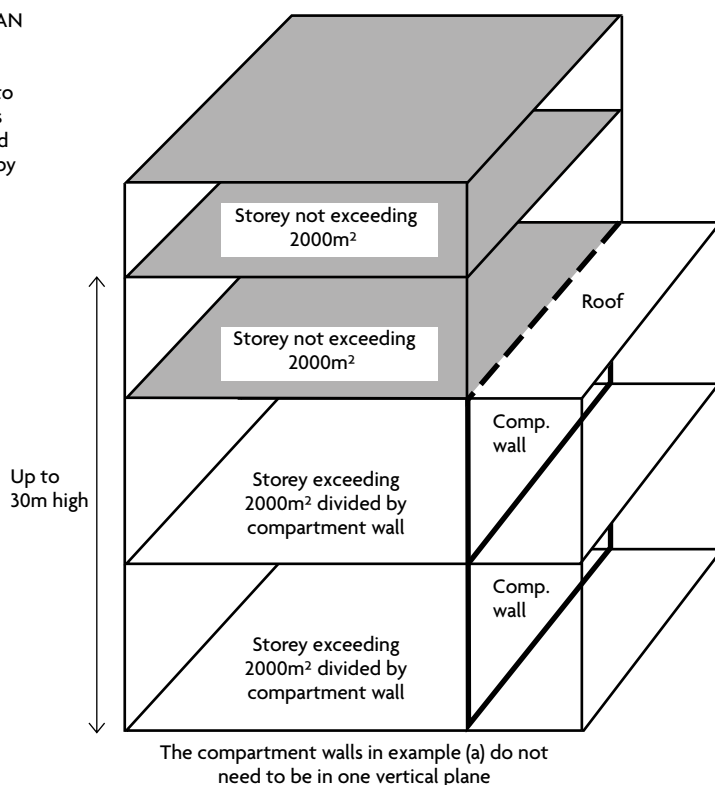 AN
to
s
d
by
Storey not exceeding
2000m²
Storey not exceeding
2000m²
Roof
Comp.
wall
Up to
30m high
Storey exceeding
2000m² divided by
compartment wall
Comp.
wall
Storey exceeding
2000m² divided by
compartment wall
The compartment walls in example (a) do not
need to be in one vertical plane